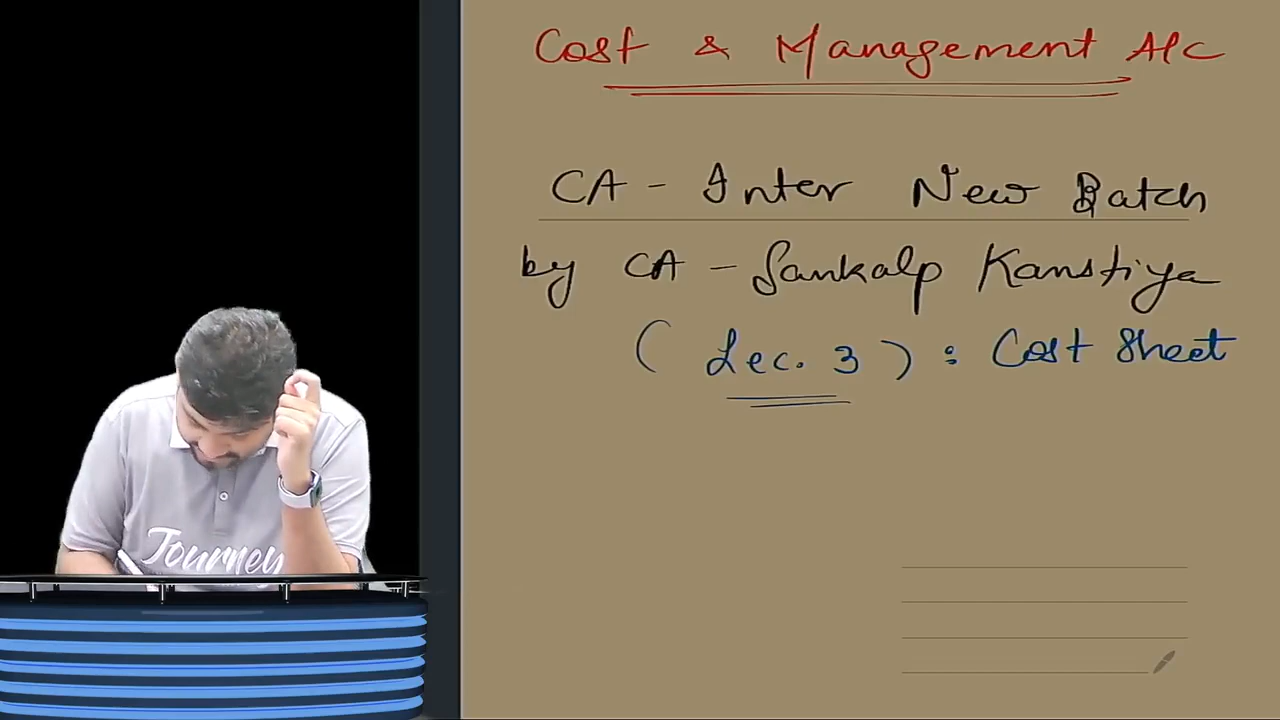 Cost & Management A/c
CA - Inter New Batch
by CA - Sankalp Kanstiya
( Lec. 3 ) : Cost Sheet
Journey